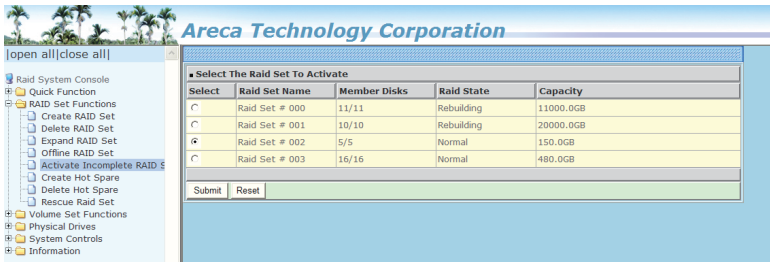 Areca Technology Corporation
|open all|close all|
Raid System Console
Quick Function
RAID Set Functions
Create RAID Set
Delete RAID Set
Expand RAID Set
Offline RAID Set
Activate Incomplete RAID S
Create Hot Spare
Delete Hot Spare
Rescue Raid Set
Volume Set Functions
Physical Drives
System Controls
Information
Select The Raid Set To Activate
Select Raid Set Name Member Disks Raid State Capacity
Raid Set # 000 11/11 Rebuilding 11000.0GB
Raid Set # 001 10/10 Rebuilding 20000.0GB
Raid Set # 002 5/5 Normal 150.0GB
Raid Set # 003 16/16 Normal 480.0GB
Submit Reset